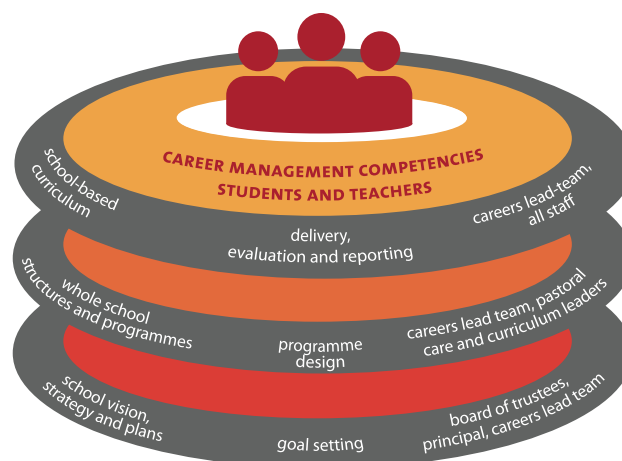 CAREER MANAGEMENT COMPETENCIES
STUDENTS AND TEACHERS
school-based
curriculum
delivery,
evaluation and reporting
careers lead-team,
all staff
whole school
structures and programmes
programme
design
careers lead team, pastoral
care and curriculum leaders
school vision,
strategy and plans
goal setting
board of trustees,
principal, careers lead team